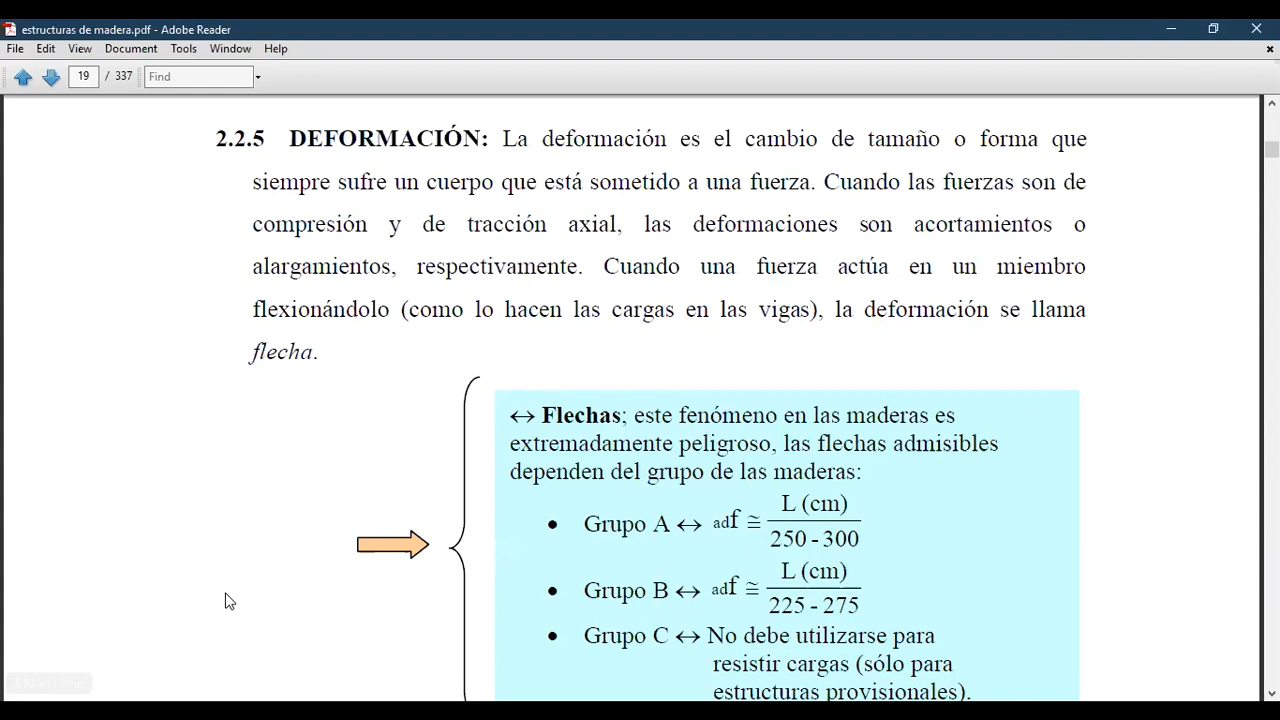 estructuras de madera.pdf - Adobe Reader
File Edit View Document Tools Window Help
19 / 337 Find
2.2.5 DEFORMACIÓN: La deformación es el cambio de tamaño o forma que
siempre sufre un cuerpo que está sometido a una fuerza. Cuando las fuerzas son de
compresión y de tracción axial, las deformaciones son acortamientos o
alargamientos, respectivamente. Cuando una fuerza actúa en un miembro
flexionándolo (como lo hacen las cargas en las vigas), la deformación se llama
flecha.
↔ Flechas; este fenómeno en las maderas es
extremadamente peligroso, las flechas admisibles
dependen del grupo de las maderas:
• Grupo A ↔ adf ≅ L (cm)
250 - 300
• Grupo B ↔ adf ≅ L (cm)
225 - 275
• Grupo C ↔ No debe utilizarse para
resistir cargas (sólo para
estructuras provisionales).